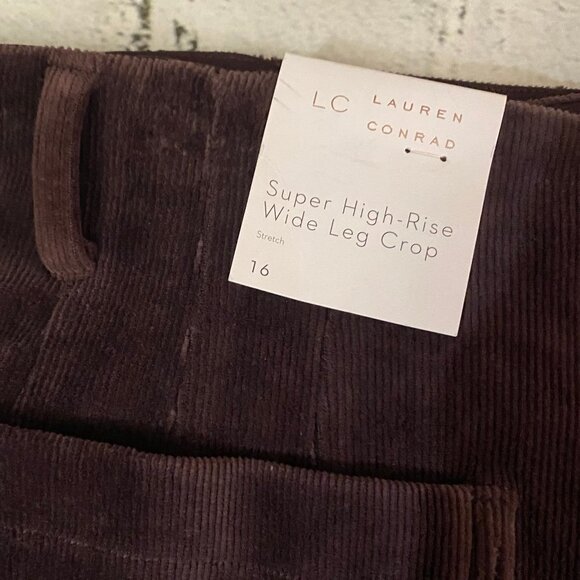 LC LAUREN
CONRAD
Super High-Rise
Wide Leg Crop
Stretch
16